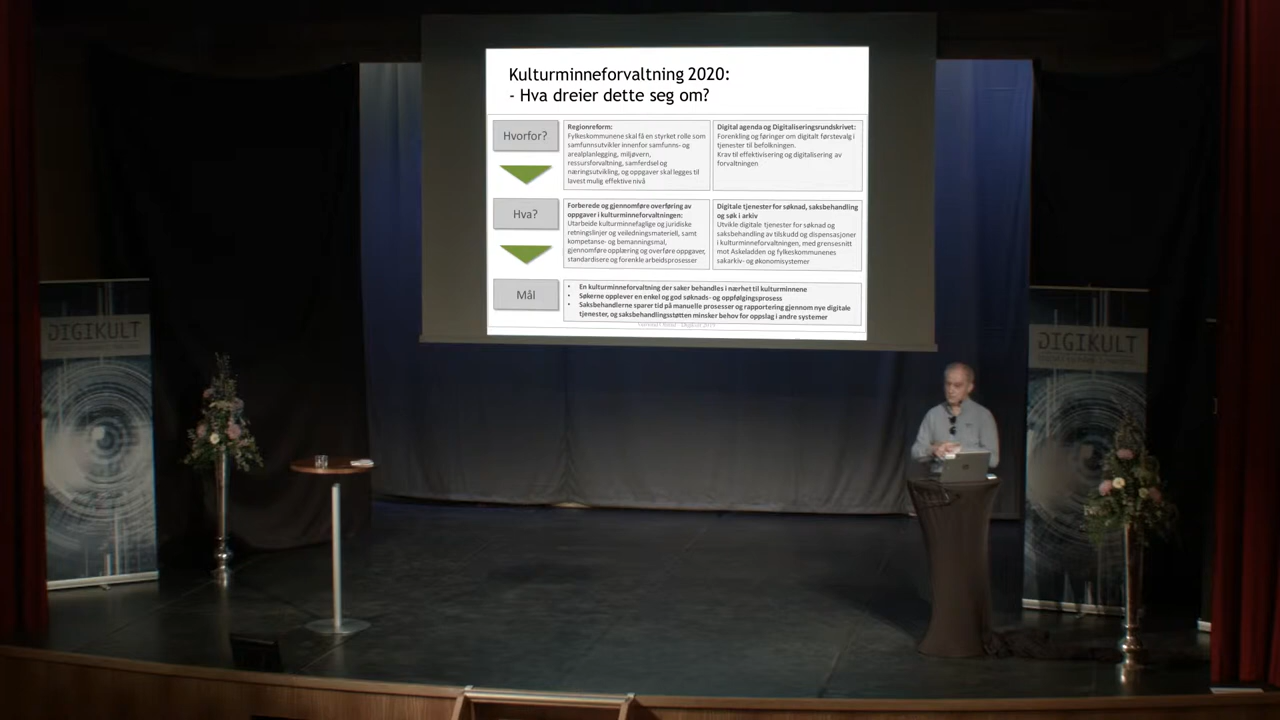 Kulturminneforvaltning 2020:
- Hva dreier dette seg om?
Hvorfor?
Regionreform:
Fylkeskommunene skal få en styrket rolle som
samfunnsutvikler innenfor samfunns- og
arealplanlegging, miljøvern,
ressursforvaltning, samferdsel og
næringsutvikling, og oppgaver skal legges til
lavest mulig effektive nivå
Digital agenda og Digitaliseringsrundskrivet:
Forenkling og føringer om digitalt førstevalg i
tjenester til befolkningen.
Krav til effektivisering og digitalisering av
forvaltningen
Hva?
Forberede og gjennomføre overføring av
oppgaver i kulturminneforvaltningen:
Utarbeide kulturminnefaglige og juridiske
retningslinjer og veiledningsmateriell, samt
kompetanse- og bemanningsmål,
gjennomføre opplæring og overføre oppgaver,
standardisere og forenkle arbeidsprosesser
Digitale tjenester for søknad, saksbehandling
og søk i arkiv
Utvikle digitale tjenester for søknad og
saksbehandling av tilskudd og dispensasjoner
i kulturminneforvaltningen, med grensesnitt
mot Askeladden og fylkeskommunenes
sakarkiv- og økonomisystemer
Mål
• En kulturminneforvaltning der saker behandles i nærhet til kulturminnene
• Søkerne opplever en enkel og god søknads- og oppfølgingsprosess
• Saksbehandlerne sparer tid på manuelle prosesser og rapportering gjennom nye digitale
tjenester, og saksbehandlingsstøtten minsker behov for oppslag i andre systemer
DIGIKULT
DIGIKULT